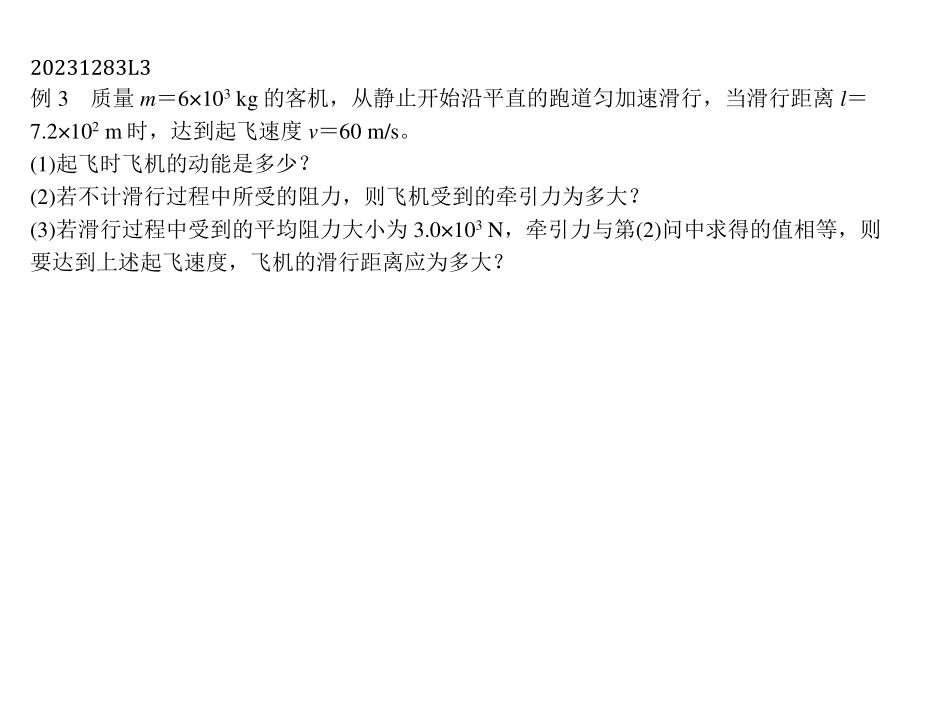 20231283L3
例 3　质量 m＝6×10³ kg 的客机，从静止开始沿平直的跑道匀加速滑行，当滑行距离 l＝
7.2×10² m 时，达到起飞速度 v＝60 m/s。
(1)起飞时飞机的动能是多少？
(2)若不计滑行过程中所受的阻力，则飞机受到的牵引力为多大？
(3)若滑行过程中受到的平均阻力大小为 3.0×10³ N，牵引力与第(2)问中求得的值相等，则
要达到上述起飞速度，飞机的滑行距离应为多大？